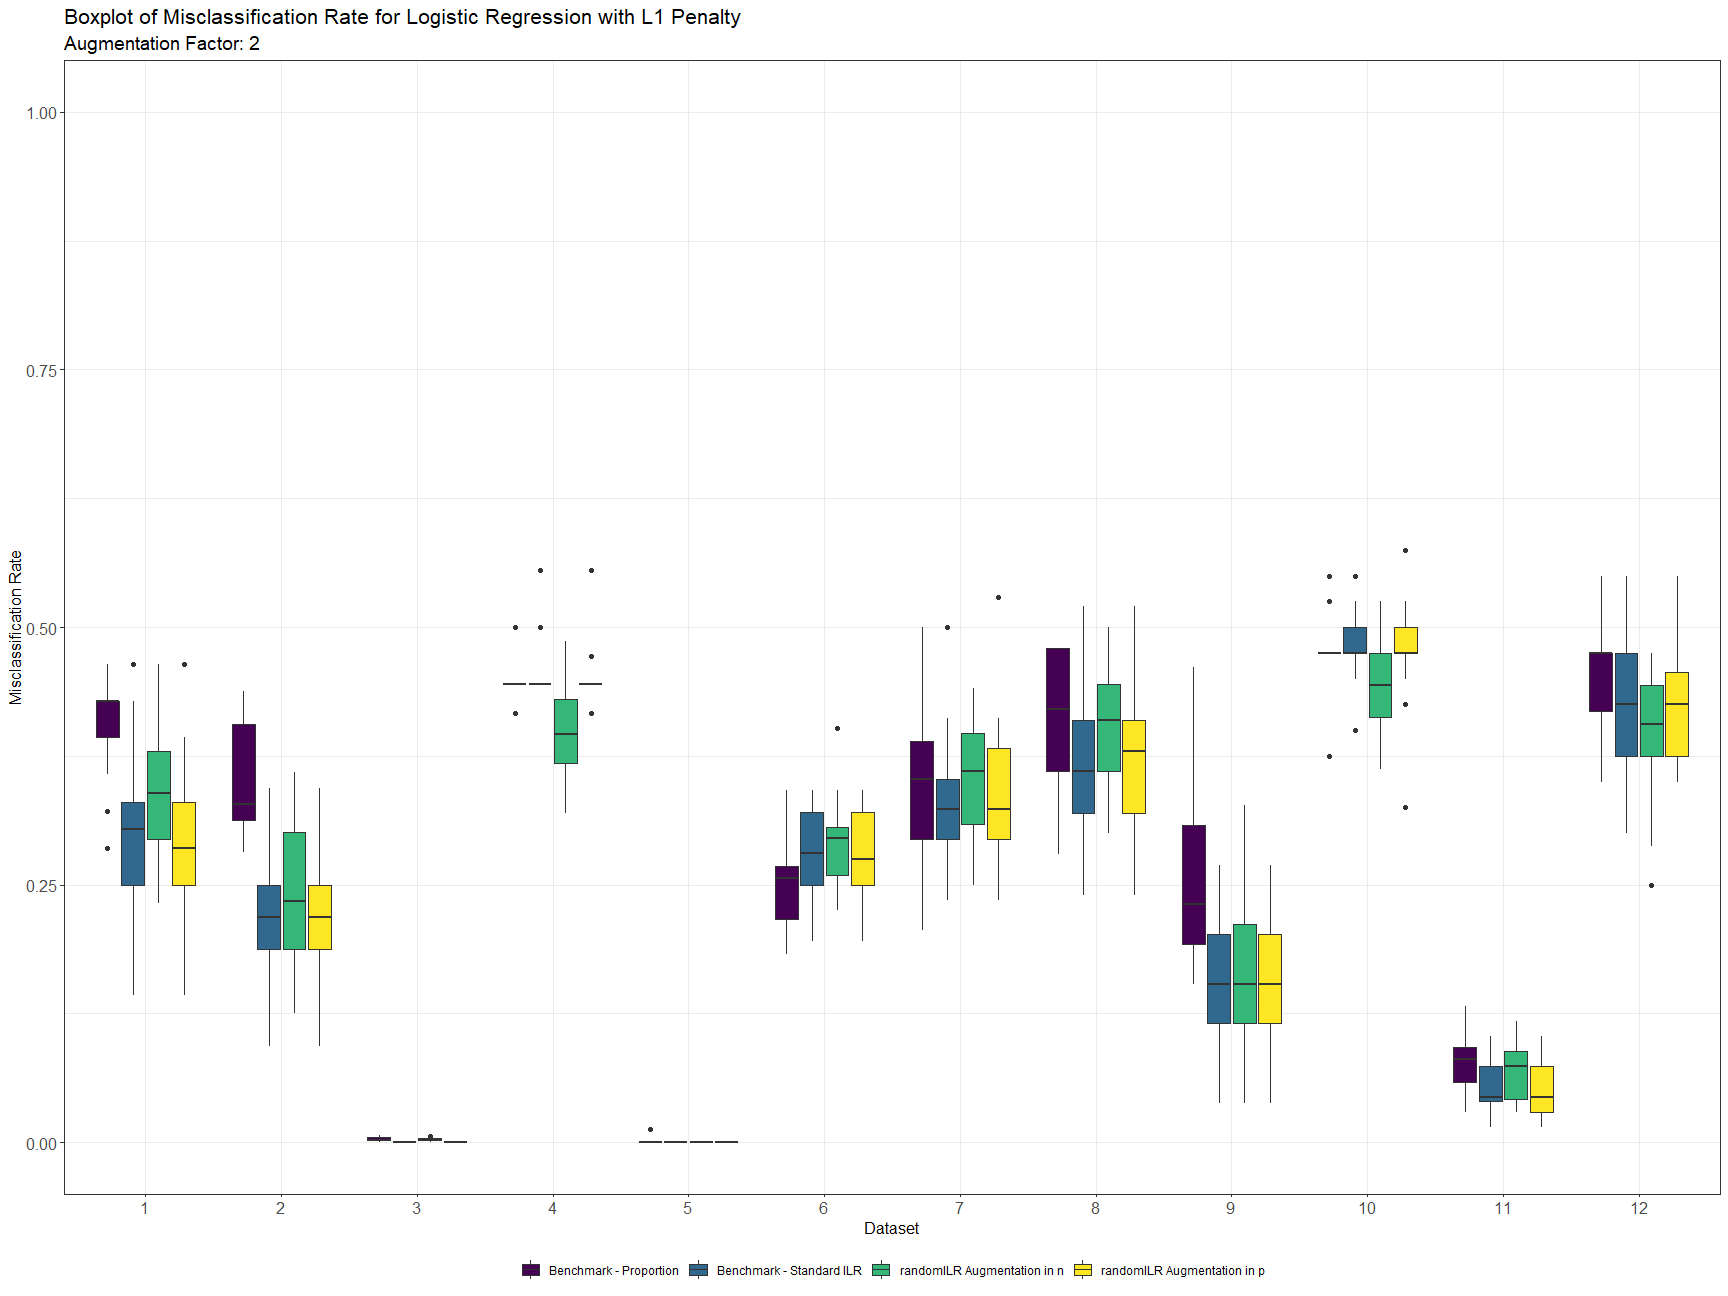 Boxplot of Misclassification Rate for Logistic Regression with L1 Penalty
Augmentation Factor: 2
Misclassification Rate
1.00
0.75
0.50
0.25
0.00
1 2 3 4 5 6 7 8 9 10 11 12
Dataset
Benchmark - Proportion Benchmark - Standard ILR randomILR Augmentation in n randomILR Augmentation in p